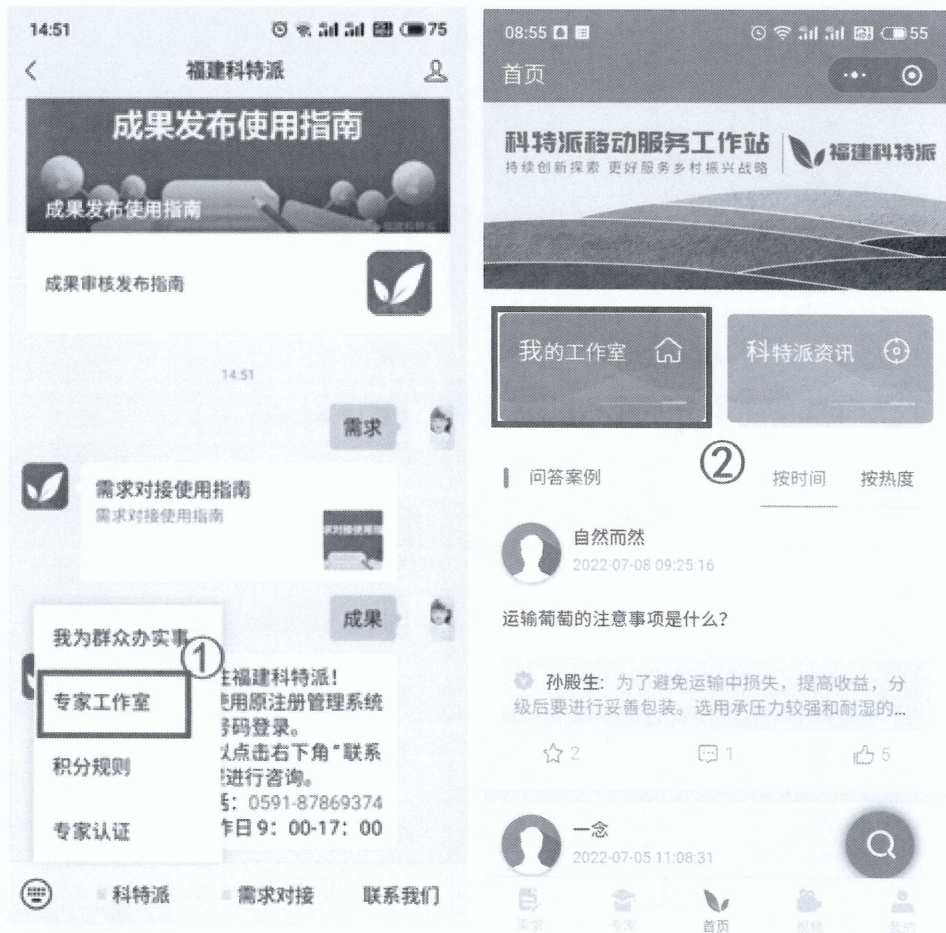 14:51
75
福建科特派
成果发布使用指南
成果发布使用指南
成果审核发布指南
14:51
需求
需求对接使用指南
需求对接使用指南
成果
我为群众办实事
①
专家工作室
积分规则
专家认证
注福建科特派!
使用原注册管理系统
号码登录。
以点击右下角“联系
进行咨询。
0591-87869374
作日9：00-17：00
科特派
需求对接
联系我们
08:55
55
首页
科特派移动服务工作站
持续创新探索 更好服务乡村振兴战略
福建科特派
我的工作室
科特派资讯
②
问答案例
按时间
按热度
自然而然
2022-07-08 09:25:16
运输葡萄的注意事项是什么？
孙殿生：为了避免运输中损失，提高收益，分
级后要进行妥善包装。选用承压力较强和耐湿的...
2
1
5
一念
2022-07-05 11:08:31
需求
专家
首页
视频
我的